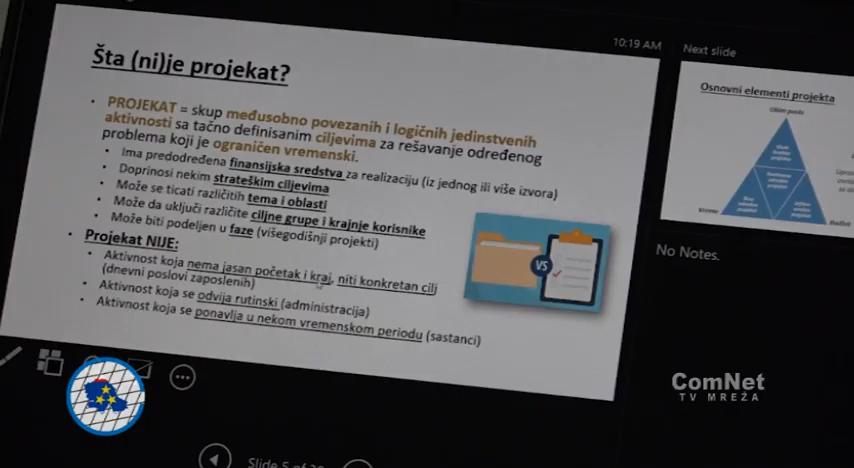 10:19 AM
Next slide
Šta (ni)je projekat?
• PROJEKAT = skup međusobno povezanih i logičnih jedinstvenih
aktivnosti sa tačno definisanim ciljevima za rešavanje određenog
problema koji je ograničen vremenski.
• Ima predodređena finansijska sredstva za realizaciju (iz jednog ili više izvora)
• Doprinosi nekim strateškim ciljevima
• Može se ticati različitih tema i oblasti
• Može da uključi različite ciljne grupe i krajnje korisnike
• Može biti podeljen u faze (višegodišnji projekti)
• Projekat NIJE:
• Aktivnost koja nema jasan početak i kraj, niti konkretan cilj
(dnevni poslovi zaposlenih)
• Aktivnost koja se odvija rutinski (administracija)
• Aktivnost koja se ponavlja u nekom vremenskom periodu (sastanci)
VS
Osnovni elementi projekta
Vreme
Budžet
No Notes.
ComNet
TV MREŽA
Slide 5 of